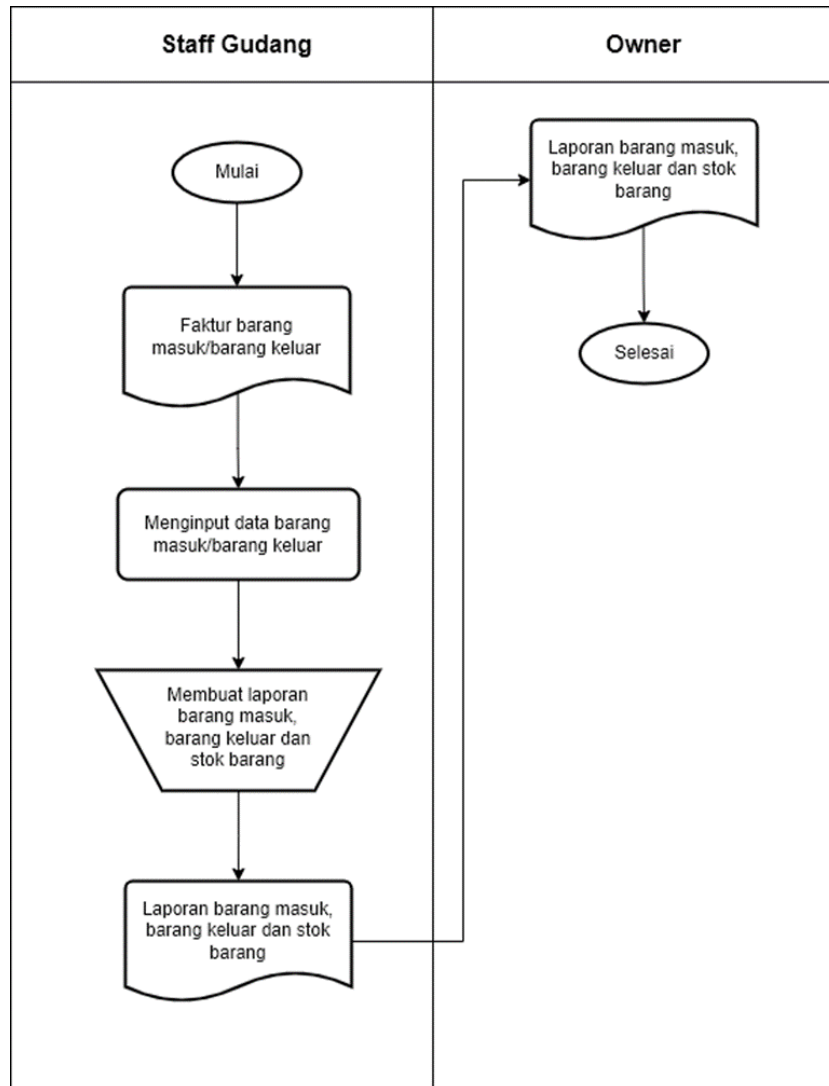 Staff Gudang
Owner
Mulai
Faktur barang
masuk/barang keluar
Menginput data barang
masuk/barang keluar
Membuat laporan
barang masuk,
barang keluar dan
stok barang
Laporan barang masuk,
barang keluar dan stok
barang
Laporan barang masuk,
barang keluar dan stok
barang
Selesai